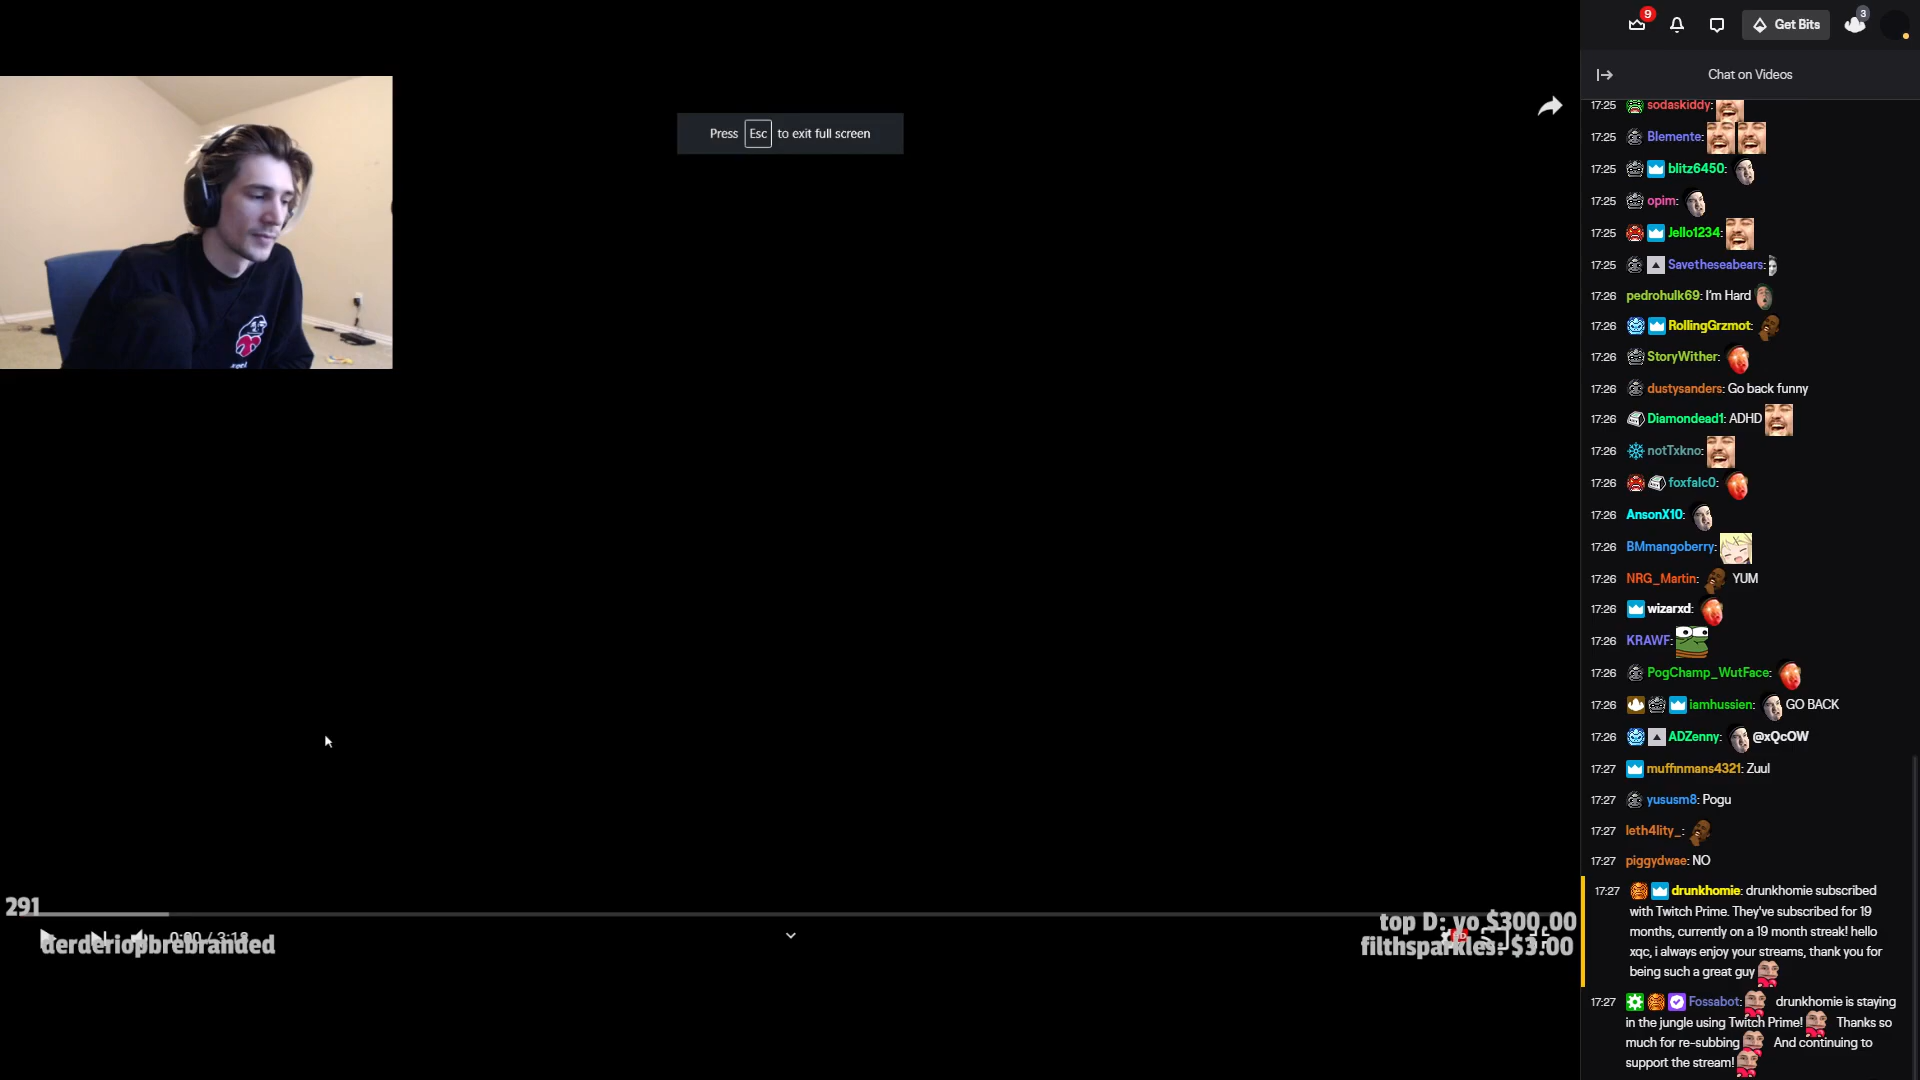 9
3
Get Bits
Chat on Videos
Press Esc to exit full screen
17:25 sodaskiddy:
17:25 Blemente:
17:25 blitz6450:
17:25 opim:
17:25 Jello1234:
17:25 Savetheseabears:
17:26 pedrohulk69: I'm Hard
17:26 RollingGrzmot:
17:26 StoryWither:
17:26 dustysanders: Go back funny
17:26 Diamondead1: ADHD
17:26 notTxkno:
17:26 foxfalc0:
17:26 AnsonX10:
17:26 BMmangoberry:
17:26 NRG_Martin: YUM
17:26 wizarxd:
17:26 KRAWF:
17:26 PogChamp_WutFace:
17:26 iamhussien: GO BACK
17:26 ADZenny: @xQcOW
17:27 muffinmans4321: Zuul
17:27 yususm8: Pogu
17:27 leth4lity_:
17:27 piggydwae: NO
17:27 drunkhomie: drunkhomie subscribed
with Twitch Prime. They've subscribed for 19
months, currently on a 19 month streak! hello
xqc, i always enjoy your streams, thank you for
being such a great guy
17:27 Fossabot: drunkhomie is staying
in the jungle using Twitch Prime! Thanks so
much for re-subbing And continuing to
support the stream!
291
top D: yo $300.00
0:00 / 3:18
derderiopbrebranded
filthsparkles: $3.00